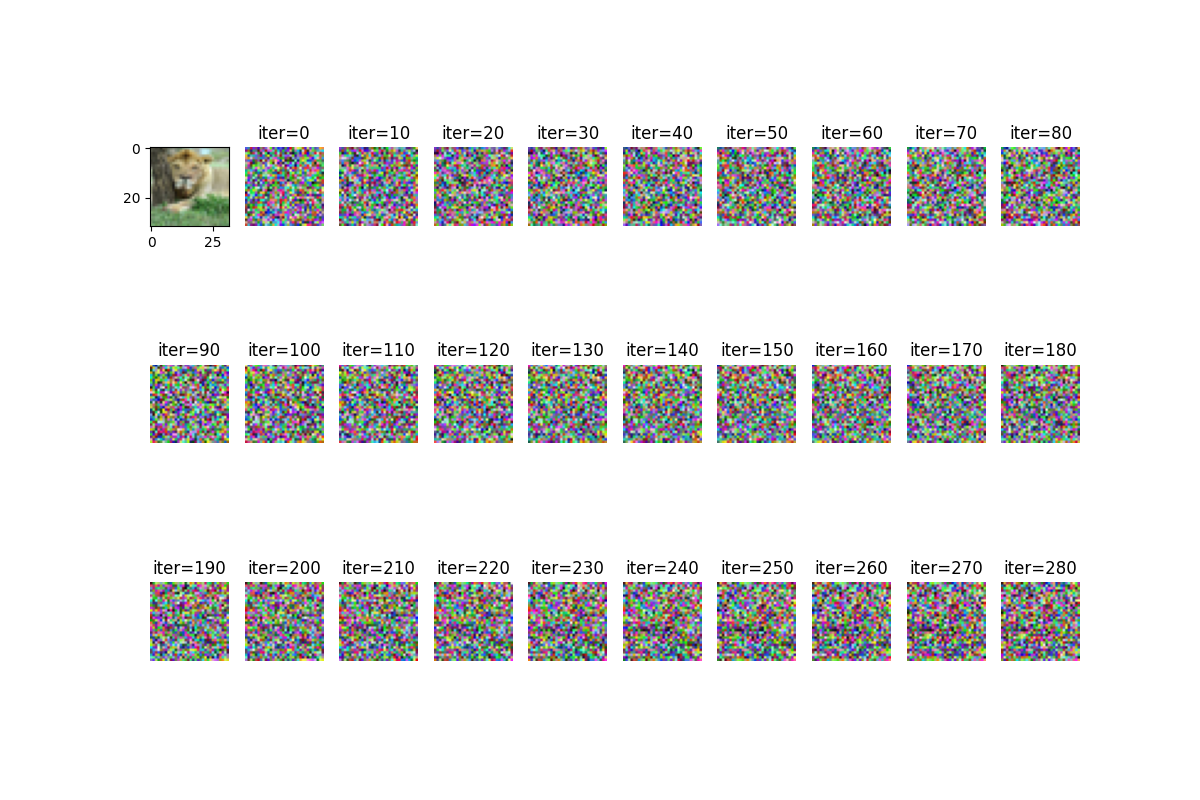 iter=0 iter=10 iter=20 iter=30 iter=40 iter=50 iter=60 iter=70 iter=80
0
20
0 25
iter=90 iter=100 iter=110 iter=120 iter=130 iter=140 iter=150 iter=160 iter=170 iter=180
iter=190 iter=200 iter=210 iter=220 iter=230 iter=240 iter=250 iter=260 iter=270 iter=280